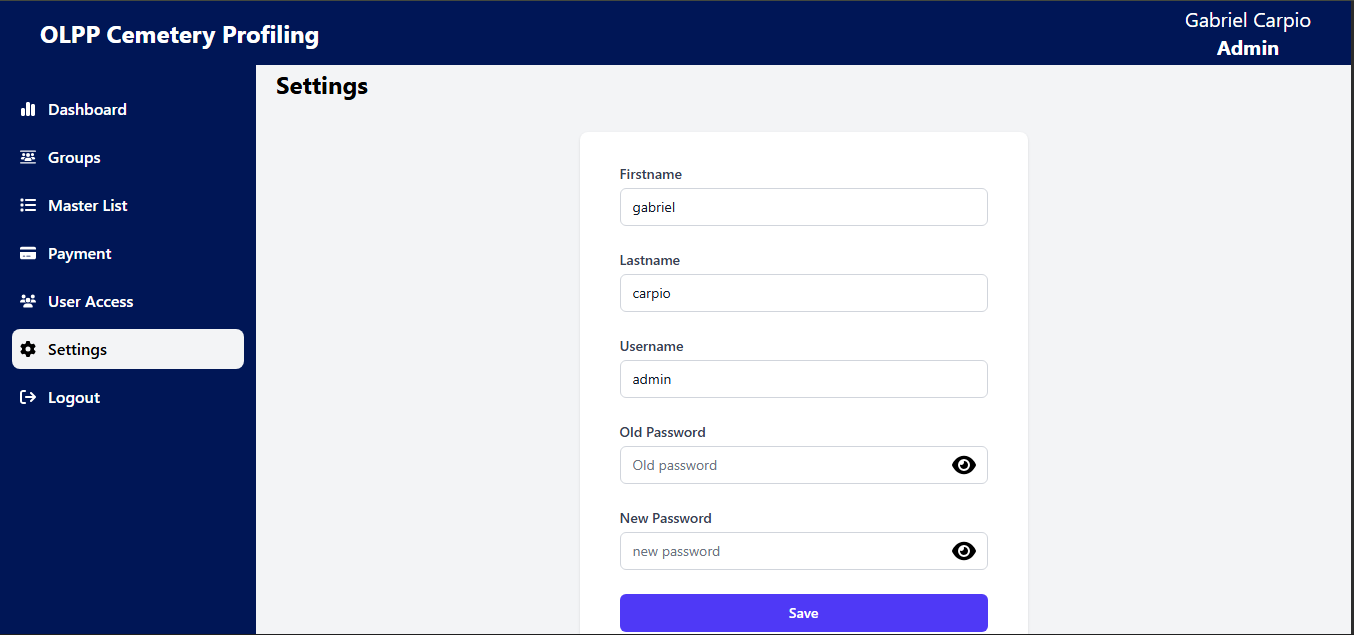 OLPP Cemetery Profiling
Gabriel Carpio
Admin
Dashboard
Groups
Master List
Payment
User Access
Settings
Logout
Settings
Firstname
gabriel
Lastname
carpio
Username
admin
Old Password
Old password
New Password
new password
Save